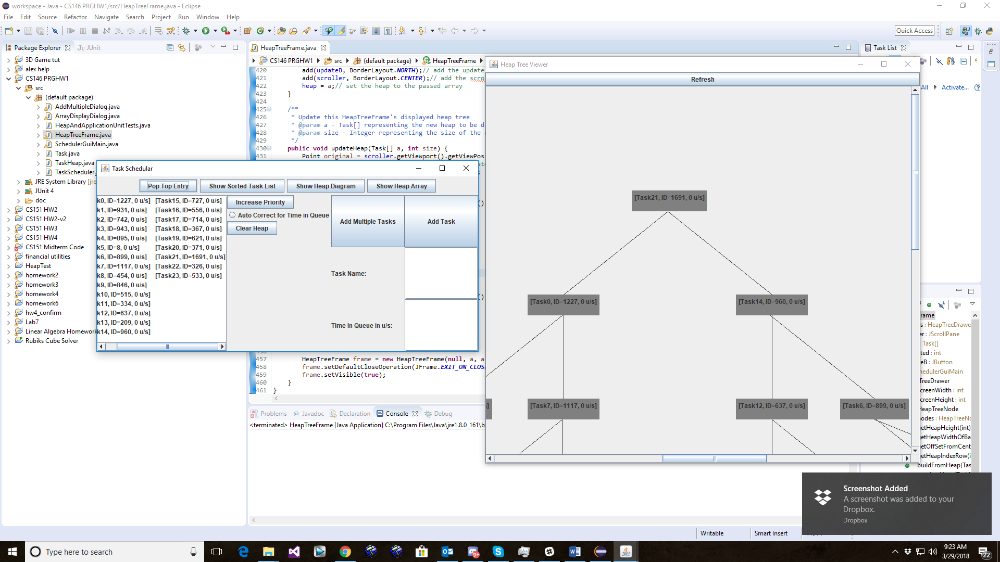 workspace - Java - CS146 PRGHW1/src/HeapTreeFrame.java - Eclipse
File Edit Source Refactor Navigate Search Project Run Window Help
Quick Access
Package Explorer JUnit
3D Game tut
alex help
CS146 PRGHW1
src
(default package)
AddMultipleDialog.java
ArrayDisplayDialog.java
HeapAndApplicationUnitTests.java
HeapTreeFrame.java
SchedulerGuiMain.java
Task.java
TaskHeap.java
TaskScheduler.
JRE System Library [jre
JUnit 4
doc
CS151 HW2
CS151 HW2-v2
CS151 HW3
CS151 HW4
CS151 Midterm Code
financial utilities
HeapTest
homework2
homework3
homework4
homework6
hw4_confirm
Lab7
Linear Algebra Homework
Rubiks Cube Solver
HeapTreeFrame.java
CS146 PRGHW1 src (default package) HeapTreeFrame
420 add(updateB, BorderLayout.NORTH);// add the update
421 add(scroller, BorderLayout.CENTER);// add the scro
422 heap = a;// set the heap to the passed array
423 }
424
425 /**
426 * Update this HeapTreeFrame's displayed heap tree
427 * @param a - Task[] representing the new heap to be d
428 * @param size - Integer representing the size of the
429 */
430 public void updateHeap(Task[] a, int size) {
431 Point original = scroller.getViewport().getViewPos
457 HeapTreeFrame frame = new HeapTreeFrame(null, a, a
458 frame.setDefaultCloseOperation(JFrame.EXIT_ON_CLOS
459 frame.setVisible(true);
460 }
461 }
Task Schedular
Pop Top Entry Show Sorted Task List Show Heap Diagram Show Heap Array
k0, ID=1227, 0 u/s] [Task15, ID=727, 0 u/s]
k1, ID=931, 0 u/s] [Task16, ID=556, 0 u/s]
k2, ID=742, 0 u/s] [Task17, ID=714, 0 u/s]
k3, ID=943, 0 u/s] [Task18, ID=367, 0 u/s]
k4, ID=895, 0 u/s] [Task19, ID=621, 0 u/s]
k5, ID=8, 0 u/s] [Task20, ID=371, 0 u/s]
k6, ID=899, 0 u/s] [Task21, ID=1691, 0 u/s]
k7, ID=1117, 0 u/s] [Task22, ID=326, 0 u/s]
k8, ID=454, 0 u/s] [Task23, ID=533, 0 u/s]
k9, ID=846, 0 u/s]
k10, ID=515, 0 u/s]
k11, ID=334, 0 u/s]
k12, ID=637, 0 u/s]
k13, ID=209, 0 u/s]
k14, ID=960, 0 u/s]
Increase Priority
Auto Correct for Time in Queue
Clear Heap
Add Multiple Tasks Add Task
Task Name:
Time In Queue in u/s:
Problems Javadoc Declaration Console Debug
<terminated> HeapTreeFrame [Java Application] C:\Program Files\Java\jre1.8.0_161\b
Heap Tree Viewer
Refresh
[Task21, ID=1691, 0 u/s]
[Task0, ID=1227, 0 u/s] [Task14, ID=960, 0 u/s]
s] [Task7, ID=1117, 0 u/s] [Task12, ID=637, 0 u/s] [Task6, ID=899, 0 u/s]
Task List
All Activate...
rame
s : HeapTreeDrawe
er : JScrollPane
: Task[]
ted : int
teB : JButton
hedulerGuiMain
TreeDrawer
creenWidth : int
creenHeight : int
HeapTreeNode
nodes : HeapTreeNo
getHeapHeight(int)
getHeapWidthOfBa
getOffSetFromCent
getHeapIndexRow(i
buildFromHeap(Tas
Screenshot Added
A screenshot was added to your
Dropbox.
Dropbox
Writable Smart Insert
Type here to search
9:23 AM
3/29/2018
22